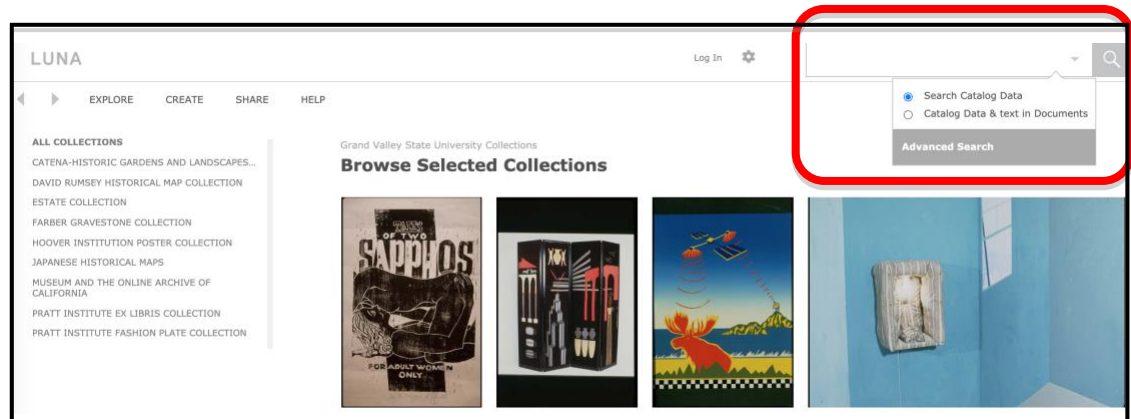 LUNA
Log In
EXPLORE CREATE SHARE HELP
Search Catalog Data
Catalog Data & text in Documents
Advanced Search
ALL COLLECTIONS
CATENA-HISTORIC GARDENS AND LANDSCAPES...
DAVID RUMSEY HISTORICAL MAP COLLECTION
ESTATE COLLECTION
FARBER GRAVESTONE COLLECTION
HOOVER INSTITUTION POSTER COLLECTION
JAPANESE HISTORICAL MAPS
MUSEUM AND THE ONLINE ARCHIVE OF
CALIFORNIA
PRATT INSTITUTE EX LIBRIS COLLECTION
PRATT INSTITUTE FASHION PLATE COLLECTION
Grand Valley State University Collections
Browse Selected Collections
OF TWO
SAPPHOS
FOR ADULT WOMEN
ONLY